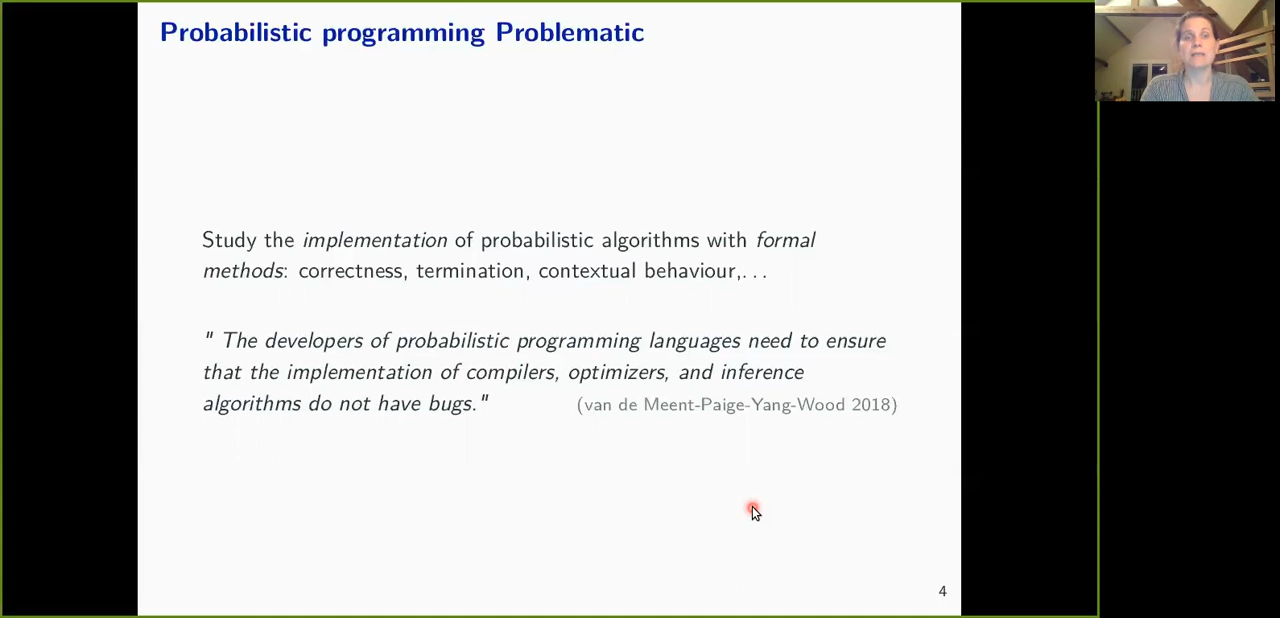 Probabilistic programming Problematic
Study the implementation of probabilistic algorithms with formal
methods: correctness, termination, contextual behaviour,. . .
" The developers of probabilistic programming languages need to ensure
that the implementation of compilers, optimizers, and inference
algorithms do not have bugs."
(van de Meent-Paige-Yang-Wood 2018)
4